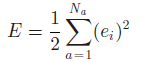 E = \frac{1}{2} \sum_{a=1}^{N_a} (e_i)^2